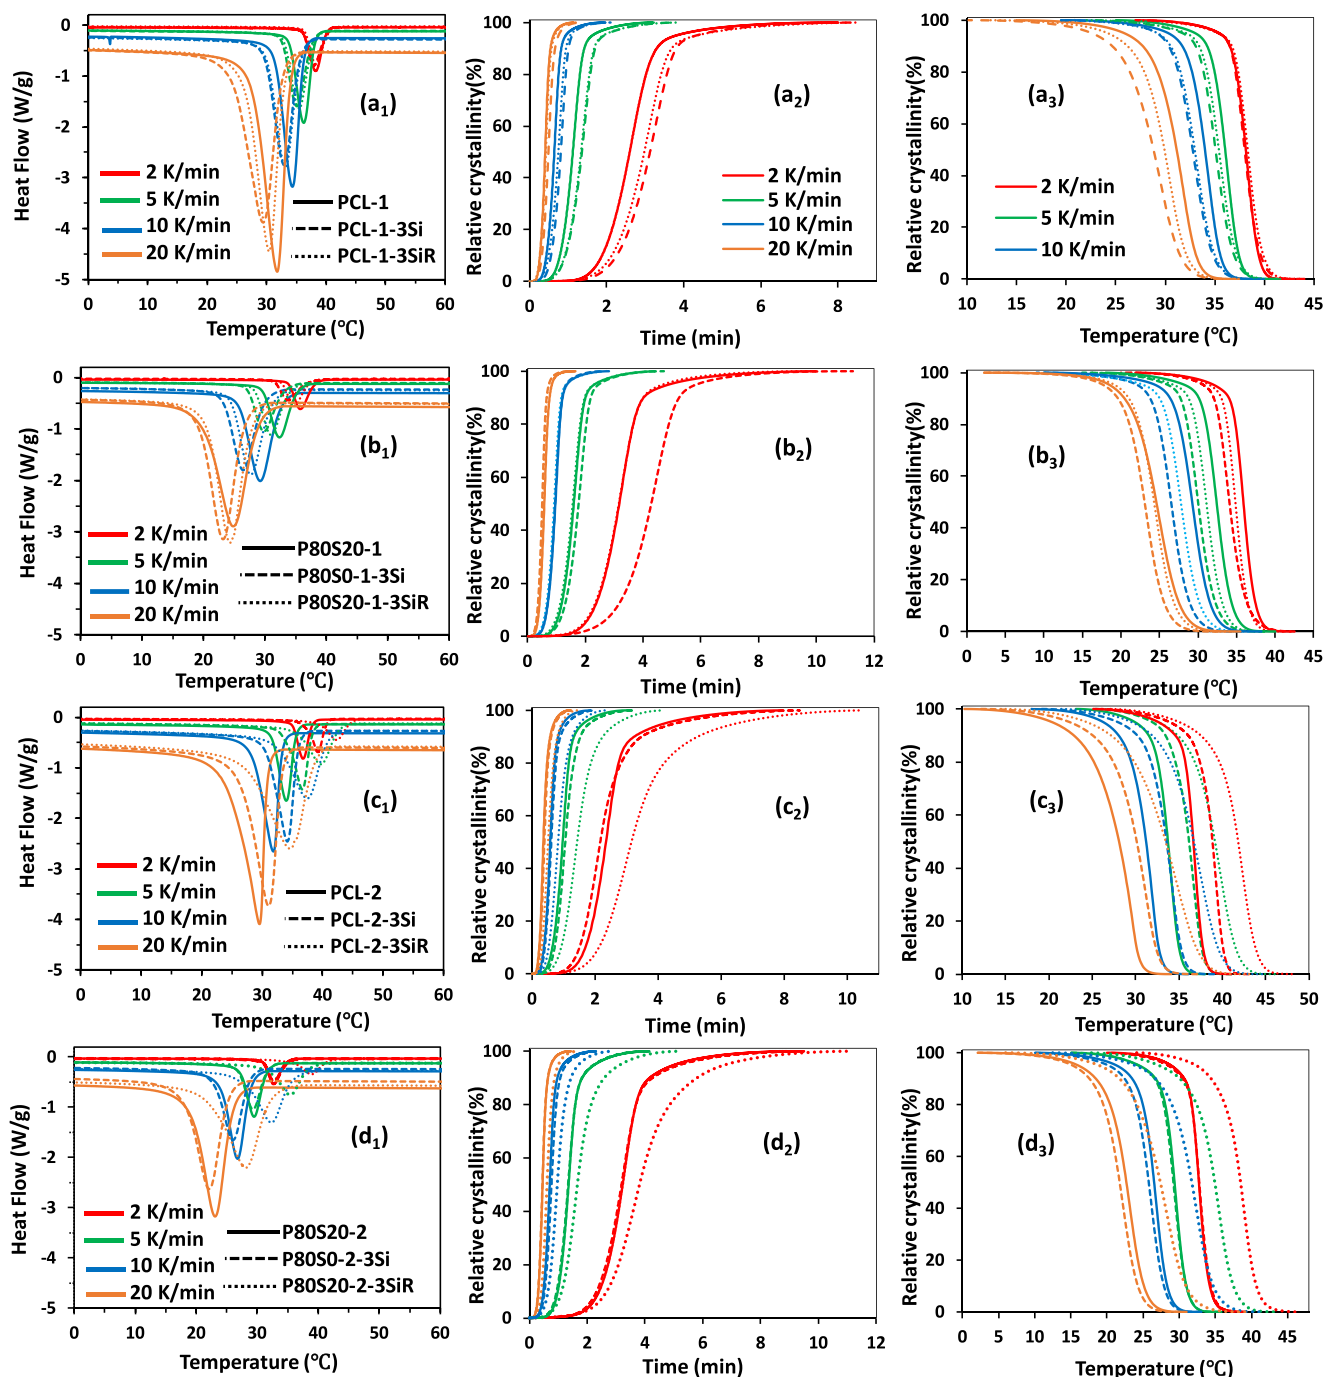 Heat Flow (W/g)
0
-1
-2
-3
-4
-5
(a1)
2 K/min
5 K/min
10 K/min
20 K/min
PCL-1
PCL-1-3Si
PCL-1-3SiR
0 10 20 30 40 50 60
Temperature (℃)
Relative crystallinity(%)
100
80
60
40
20
0
(a2)
2 K/min
5 K/min
10 K/min
20 K/min
0 2 4 6 8
Time (min)
Relative crystallinity(%)
100
80
60
40
20
0
(a3)
2 K/min
5 K/min
10 K/min
10 15 20 25 30 35 40 45
Temperature (℃)
Heat Flow (W/g)
0
-1
-2
-3
-4
-5
(b1)
2 K/min
5 K/min
10 K/min
20 K/min
P80S20-1
P80S0-1-3Si
P80S20-1-3SiR
0 10 20 30 40 50 60
Temperature (℃)
Relative crystallinity(%)
100
80
60
40
20
0
(b2)
0 2 4 6 8 10 12
Time (min)
Relative crystallinity(%)
100
80
60
40
20
0
(b3)
0 5 10 15 20 25 30 35 40 45
Temperature (℃)
Heat Flow (W/g)
0
-1
-2
-3
-4
-5
(c1)
2 K/min
5 K/min
10 K/min
20 K/min
PCL-2
PCL-2-3Si
PCL-2-3SiR
0 10 20 30 40 50 60
Temperature (℃)
Relative crystallinity(%)
100
80
60
40
20
0
(c2)
0 2 4 6 8 10
Time (min)
Relative crystallinity(%)
100
80
60
40
20
0
(c3)
10 15 20 25 30 35 40 45 50
Temperature (℃)
Heat Flow (W/g)
0
-1
-2
-3
-4
-5
(d1)
2 K/min
5 K/min
10 K/min
20 K/min
P80S20-2
P80S0-2-3Si
P80S20-2-3SiR
0 10 20 30 40 50 60
Temperature (℃)
Relative crystallinity(%)
100
80
60
40
20
0
(d2)
0 2 4 6 8 10 12
Time (min)
Relative crystallinity(%)
100
80
60
40
20
0
(d3)
0 5 10 15 20 25 30 35 40 45
Temperature (℃)